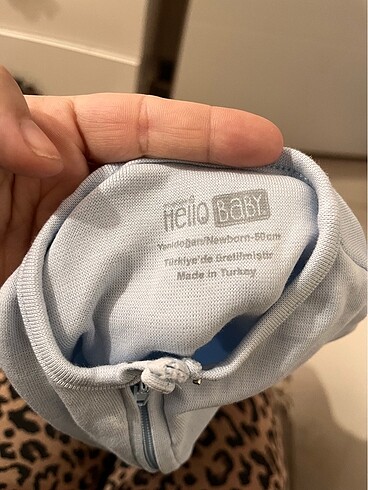 Hello BABY
Yenidoğan/Newborn-50cm
Türkiye'de üretilmiştir
Made in Turkey